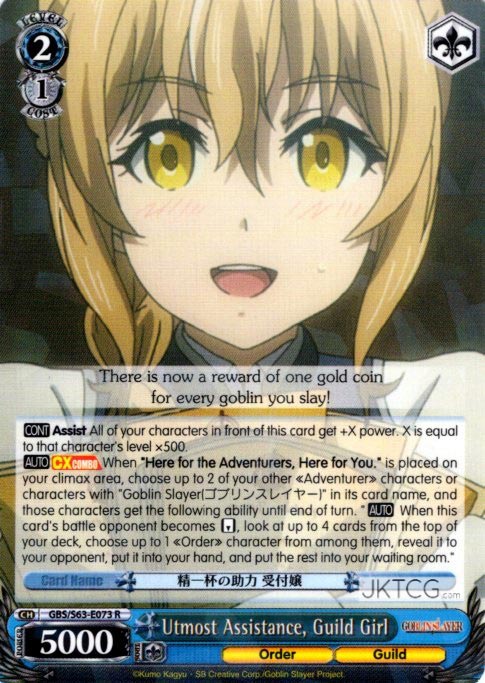 LEVEL
2
1
COST
There is now a reward of one gold coin
for every goblin you slay!
CONT Assist All of your characters in front of this card get +X power. X is equal
to that character's level ×500.
AUTO CX COMBO When "Here for the Adventurers, Here for You." is placed on
your climax area, choose up to 2 of your other «Adventurer» characters or
characters with "Goblin Slayer(ゴブリンスレイヤー)" in its card name, and
those characters get the following ability until end of turn. " AUTO When this
card's battle opponent becomes , look at up to 4 cards from the top of
your deck, choose up to 1 «Order» character from among them, reveal it to
your opponent, put it into your hand, and put the rest into your waiting room."
Card Name 精一杯の助力 受付嬢
JKTCG.com
CH GBS/S63-E073 R
POWER 5000 SOUL Utmost Assistance, Guild Girl GOBLIN SLAYER
Order Guild
©Kumo Kagyu・SB Creative Corp./Goblin Slayer Project.